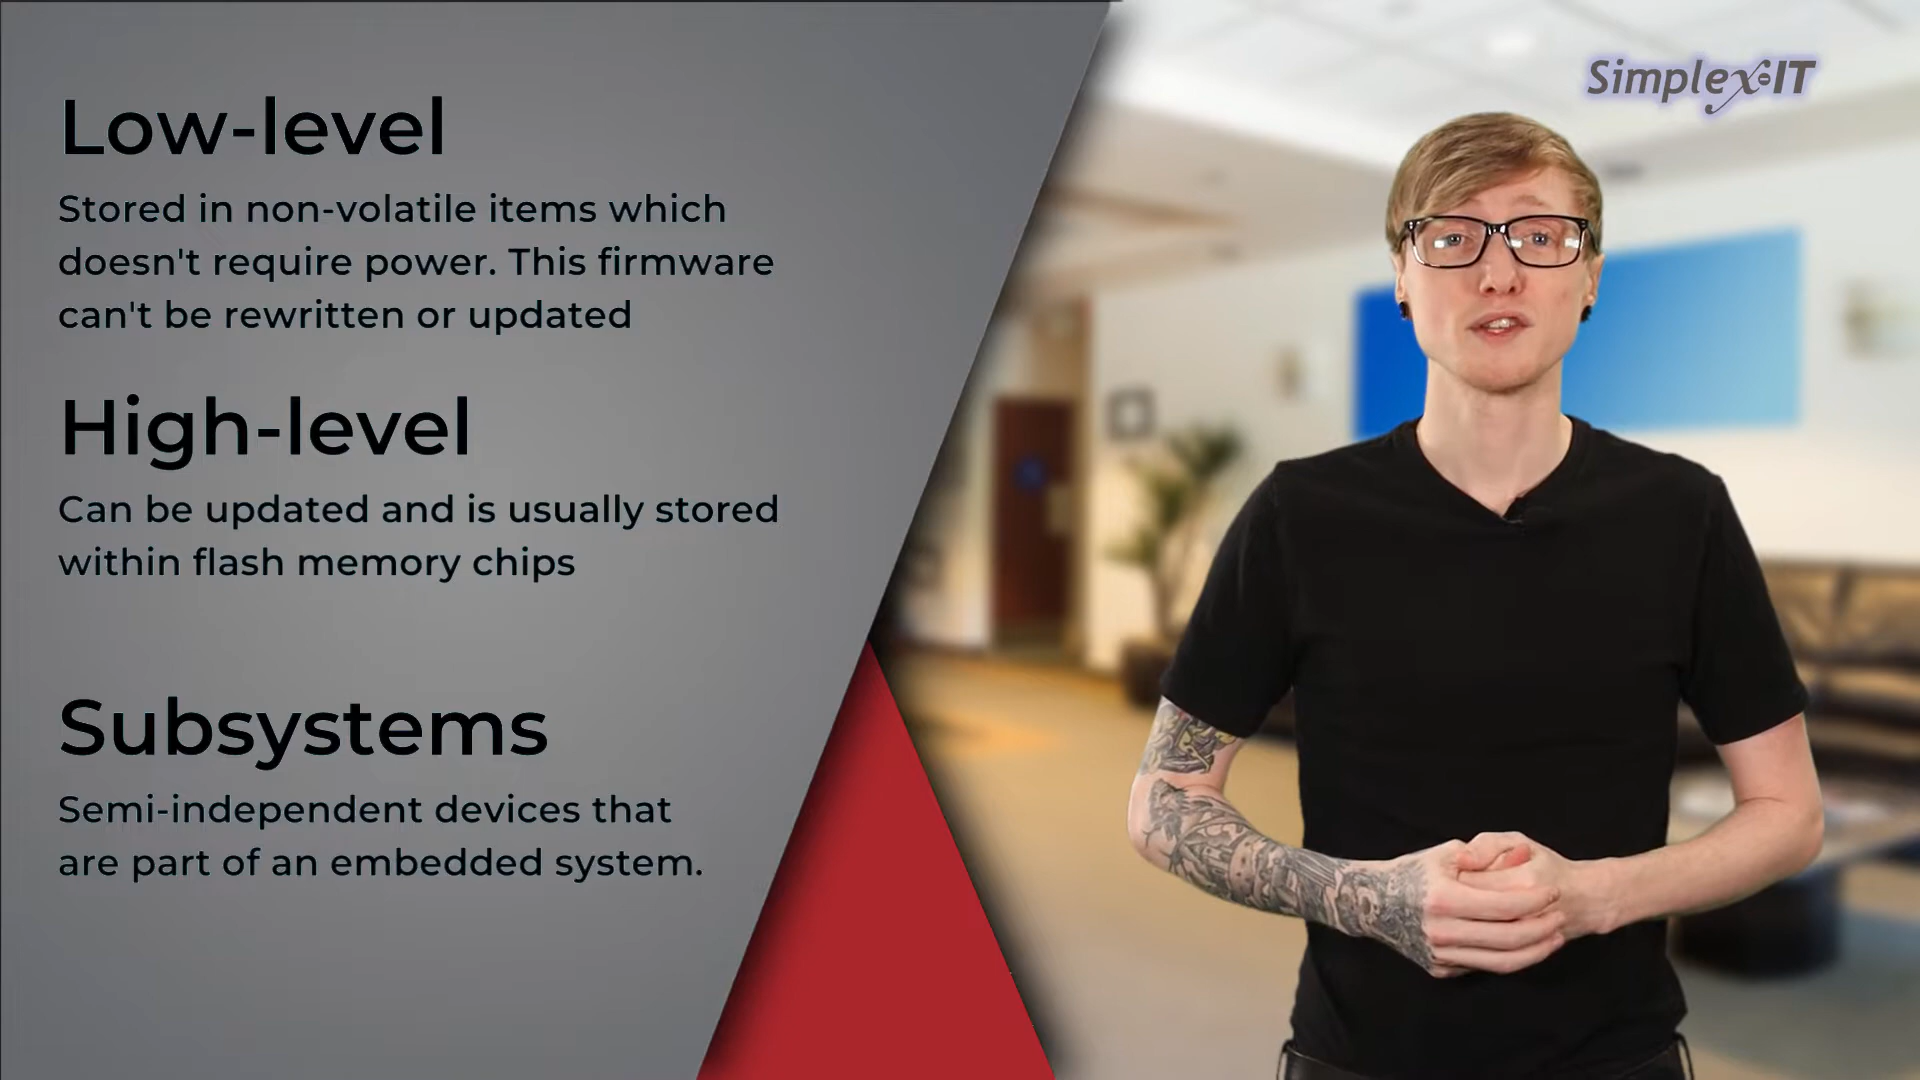 Low-level
Stored in non-volatile items which
doesn't require power. This firmware
can't be rewritten or updated
High-level
Can be updated and is usually stored
within flash memory chips
Subsystems
Semi-independent devices that
are part of an embedded system.
Simplex-IT